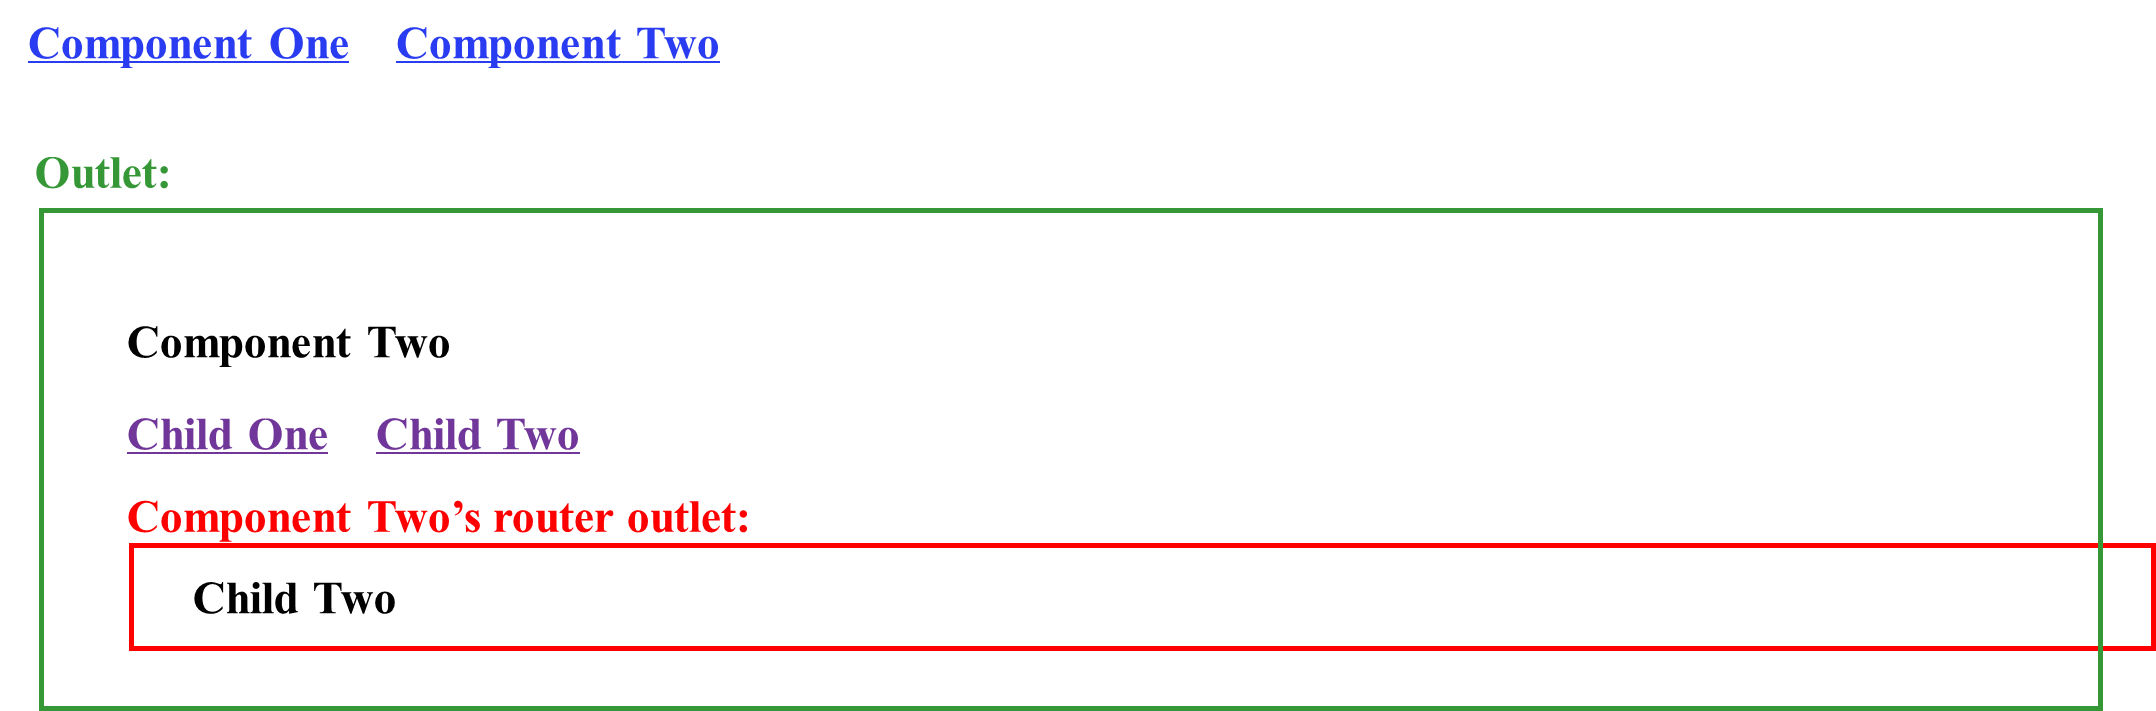 Component One Component Two
Outlet:
Component Two
Child One Child Two
Component Two’s router outlet:
Child Two